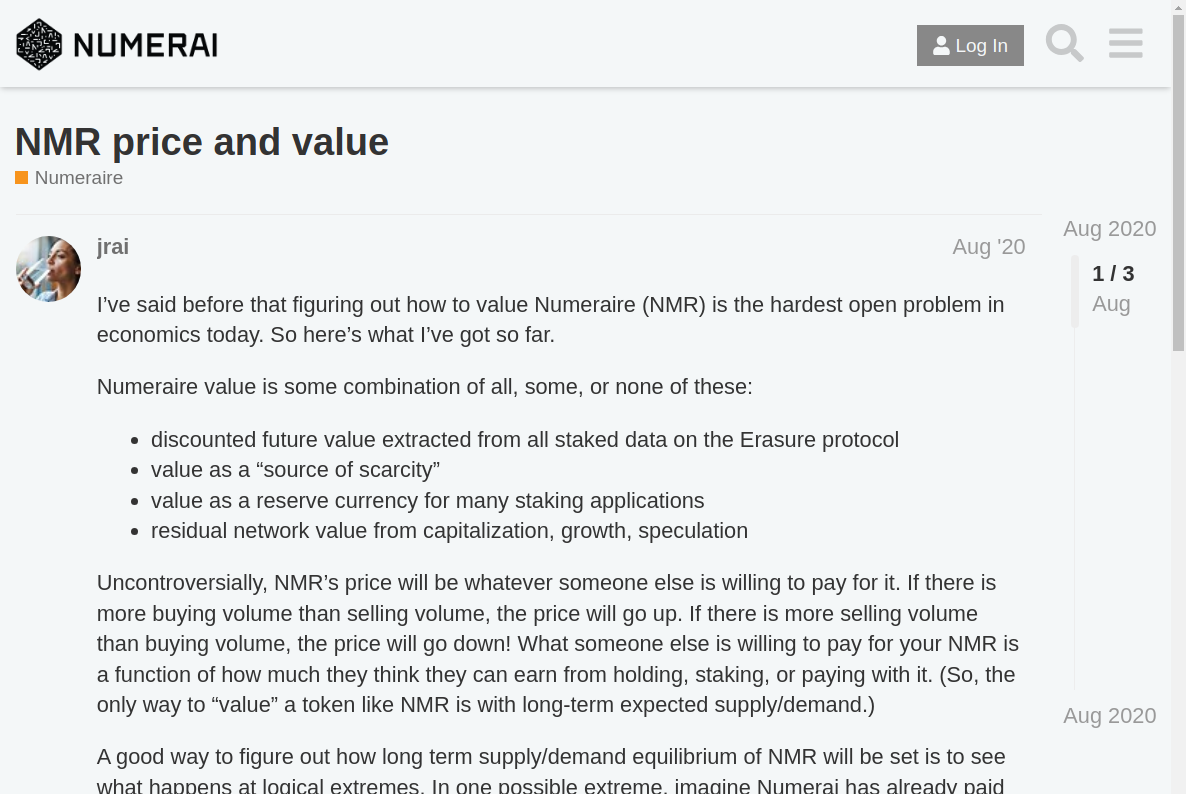 NUMERAI
Log In
NMR price and value
Numeraire
Aug 2020
jrai
Aug '20
1 / 3
Aug
I’ve said before that figuring out how to value Numeraire (NMR) is the hardest open problem in
economics today. So here’s what I’ve got so far.
Numeraire value is some combination of all, some, or none of these:
• discounted future value extracted from all staked data on the Erasure protocol
• value as a “source of scarcity”
• value as a reserve currency for many staking applications
• residual network value from capitalization, growth, speculation
Uncontroversially, NMR’s price will be whatever someone else is willing to pay for it. If there is
more buying volume than selling volume, the price will go up. If there is more selling volume
than buying volume, the price will go down! What someone else is willing to pay for your NMR is
a function of how much they think they can earn from holding, staking, or paying with it. (So, the
only way to “value” a token like NMR is with long-term expected supply/demand.)
Aug 2020
A good way to figure out how long term supply/demand equilibrium of NMR will be set is to see
what happens at logical extremes. In one possible extreme, imagine Numerai has already paid